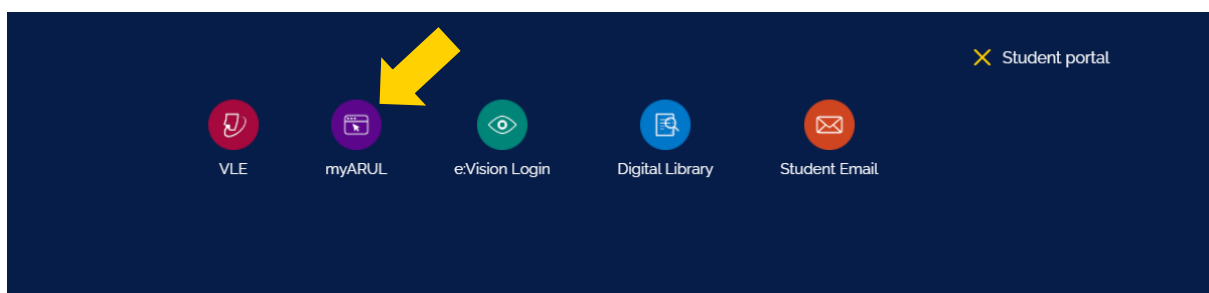 Student portal
VLE
myARUL
e:Vision Login
Digital Library
Student Email